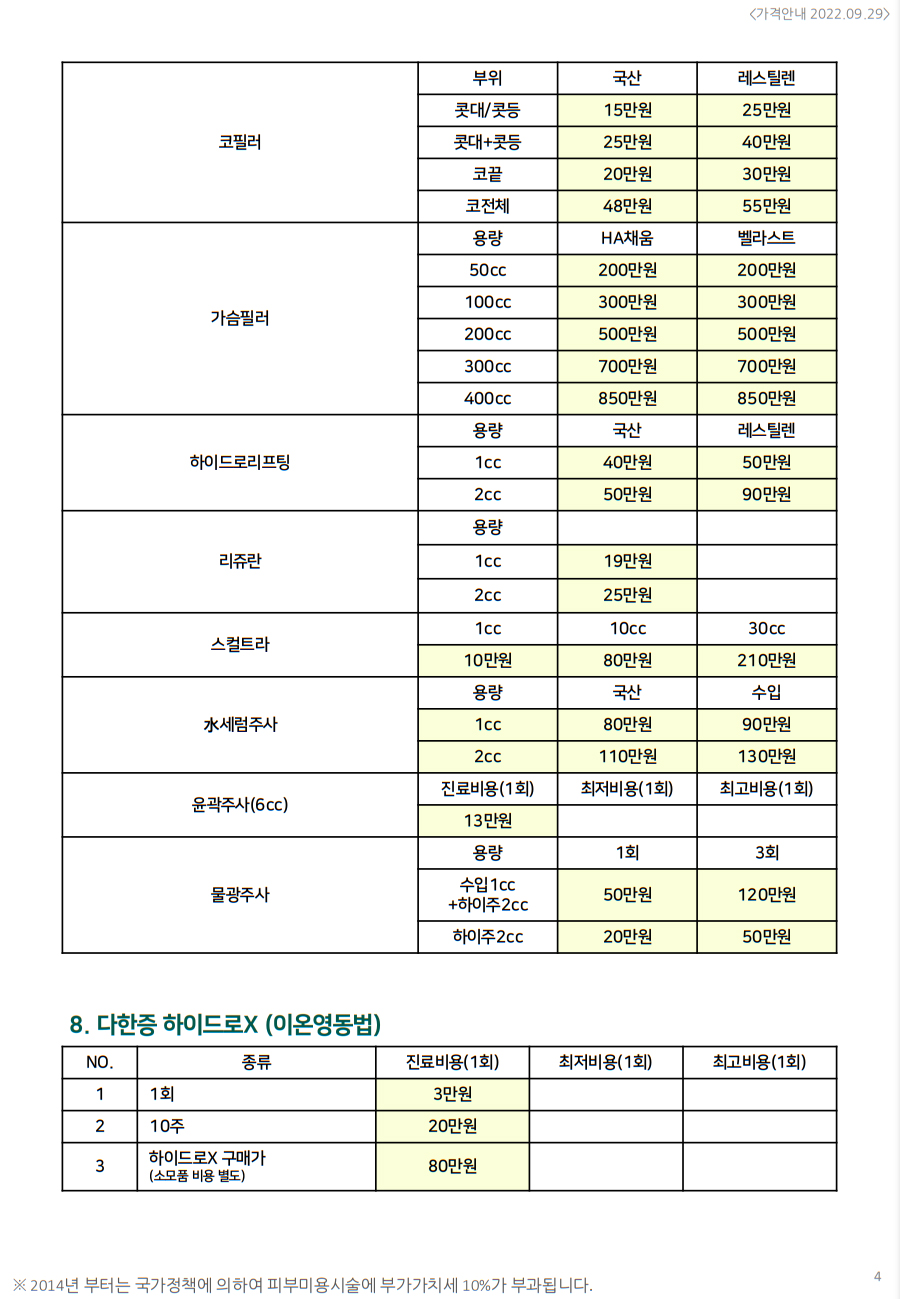 <가격안내 2022.09.29>
부위 국산 레스틸렌
코필러
콧대/콧등 15만원 25만원
콧대+콧등 25만원 40만원
코끝 20만원 30만원
코전체 48만원 55만원
용량 HA채움 벨라스트
가슴필러
50cc 200만원 200만원
100cc 300만원 300만원
200cc 500만원 500만원
300cc 700만원 700만원
400cc 850만원 850만원
용량 국산 레스틸렌
하이드로리프팅
1cc 40만원 50만원
2cc 50만원 90만원
용량
리쥬란
1cc 19만원
2cc 25만원
스컬트라
1cc 10cc 30cc
10만원 80만원 210만원
용량 국산 수입
水세럼주사
1cc 80만원 90만원
2cc 110만원 130만원
윤곽주사(6cc)
진료비용(1회) 최저비용(1회) 최고비용(1회)
13만원
용량 1회 3회
물광주사
수입1cc
+하이주2cc 50만원 120만원
하이주2cc 20만원 50만원
8. 다한증 하이드로X (이온영동법)
NO. 종류 진료비용(1회) 최저비용(1회) 최고비용(1회)
1 1회 3만원
2 10주 20만원
3 하이드로X 구매가 80만원
(소모품 비용 별도)
※ 2014년 부터는 국가정책에 의하여 피부미용시술에 부가가치세 10%가 부과됩니다.
4